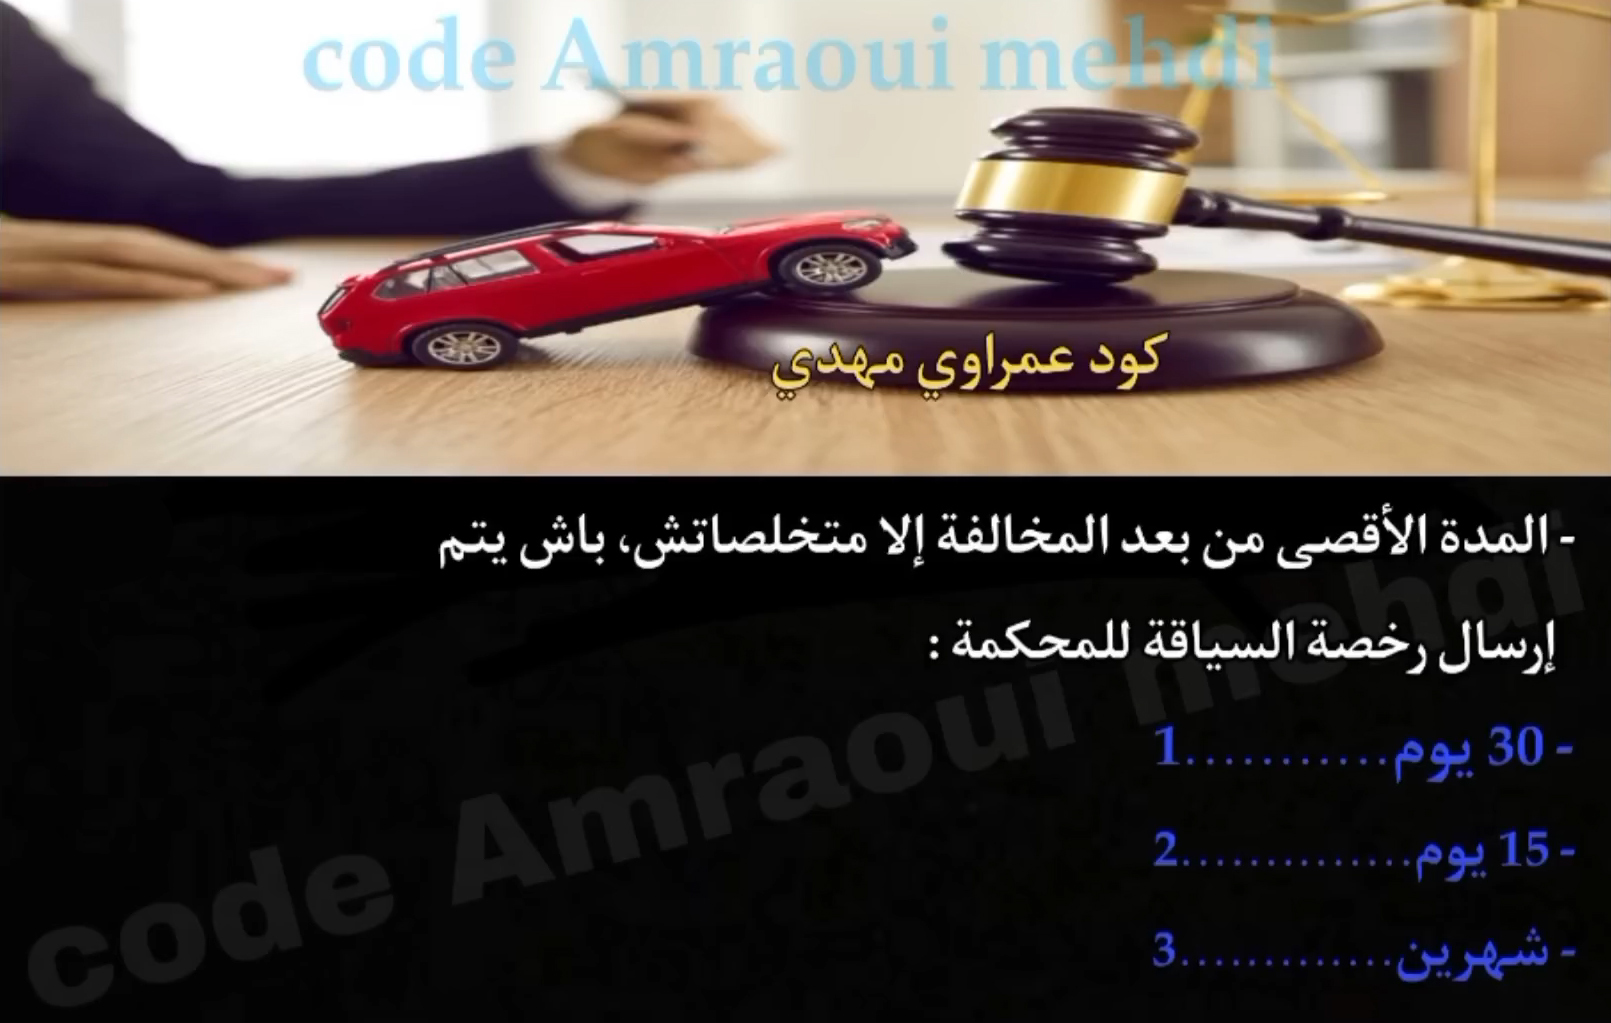 code Amraoui mehdi
كود عمراوي مهدي
- المدة الأقصى من بعد المخالفة إلا متخلصاتش، باش يتم
إرسال رخصة السياقة للمحكمة :
- 30 يوم...........1
- 15 يوم.............2
- شهرين............3
code Amraoui mehdi